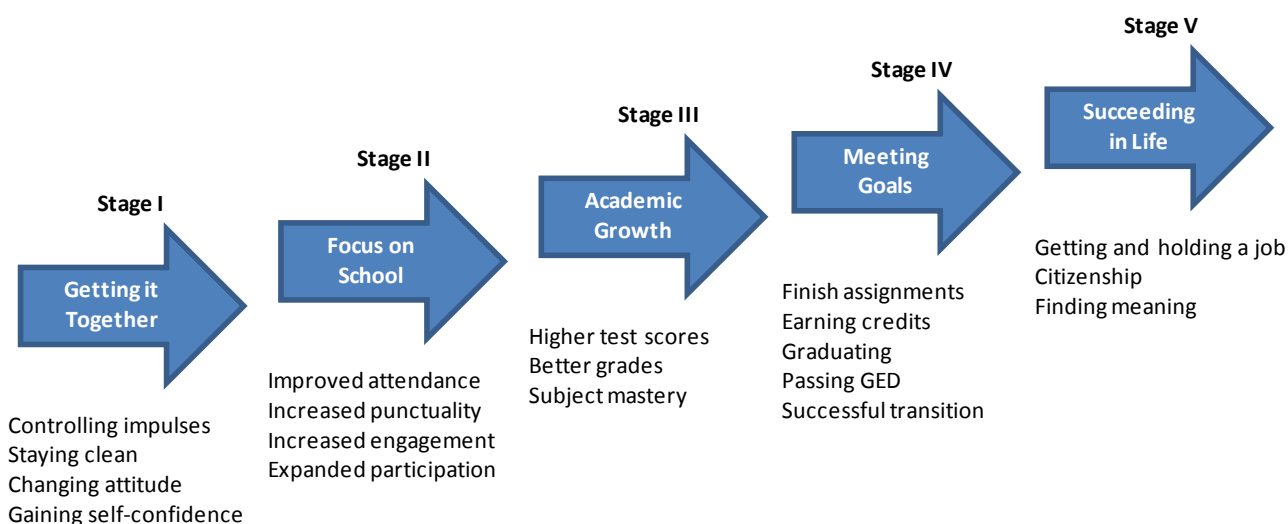 Stage I
Getting it
Together
Controlling impulses
Staying clean
Changing attitude
Gaining self-confidence
Stage II
Focus on
School
Improved attendance
Increased punctuality
Increased engagement
Expanded participation
Stage III
Academic
Growth
Higher test scores
Better grades
Subject mastery
Stage IV
Meeting
Goals
Finish assignments
Earning credits
Graduating
Passing GED
Successful transition
Stage V
Succeeding
in Life
Getting and holding a job
Citizenship
Finding meaning